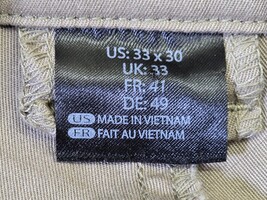 US: 33 x 30
UK: 33
FR: 41
DE: 49
US MADE IN VIETNAM
FR FAIT AU VIETNAM